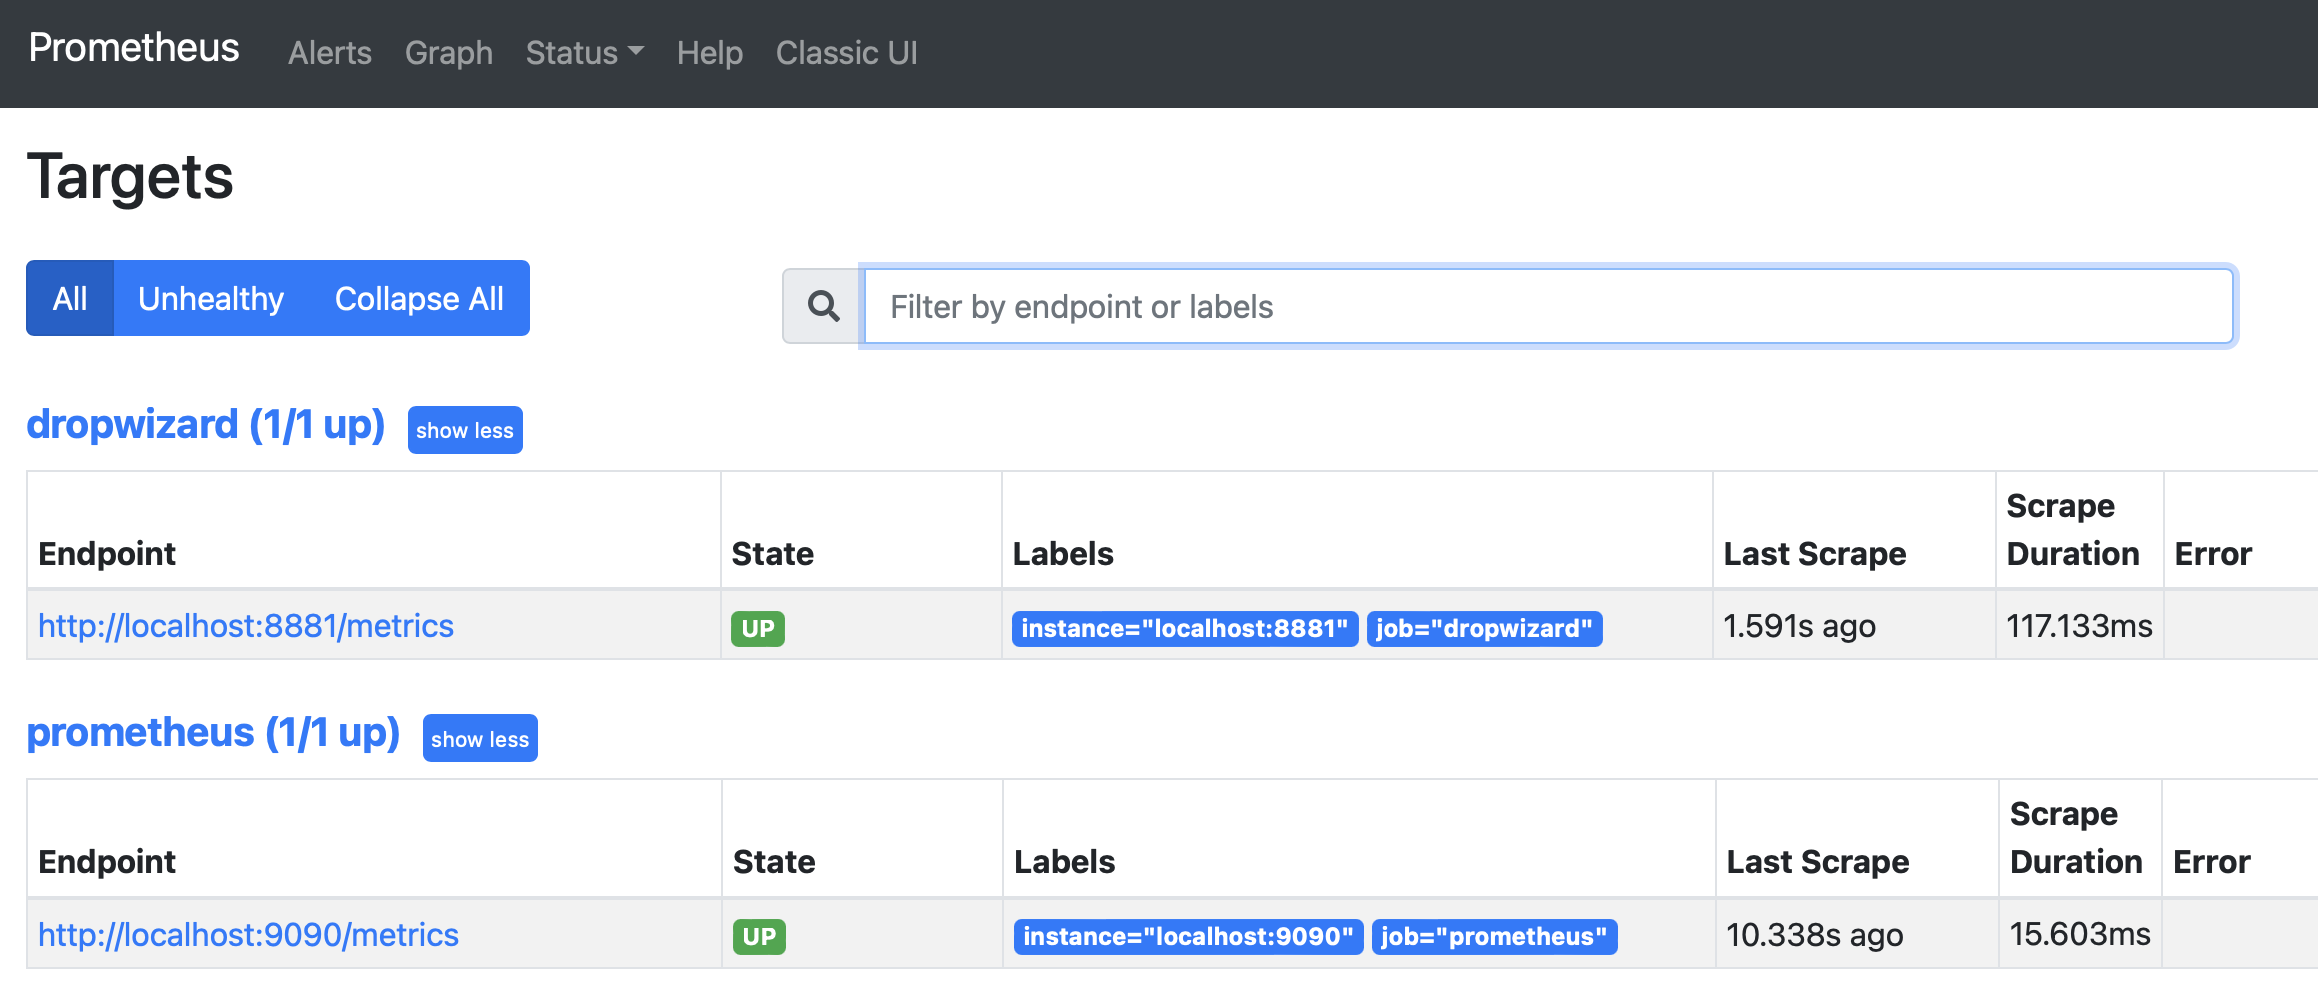 Prometheus Alerts Graph Status Help Classic UI
Targets
All Unhealthy Collapse All
Filter by endpoint or labels
dropwizard (1/1 up) show less
Endpoint State Labels Last Scrape Scrape Duration Error
http://localhost:8881/metrics UP instance="localhost:8881" job="dropwizard" 1.591s ago 117.133ms
prometheus (1/1 up) show less
Endpoint State Labels Last Scrape Scrape Duration Error
http://localhost:9090/metrics UP instance="localhost:9090" job="prometheus" 10.338s ago 15.603ms